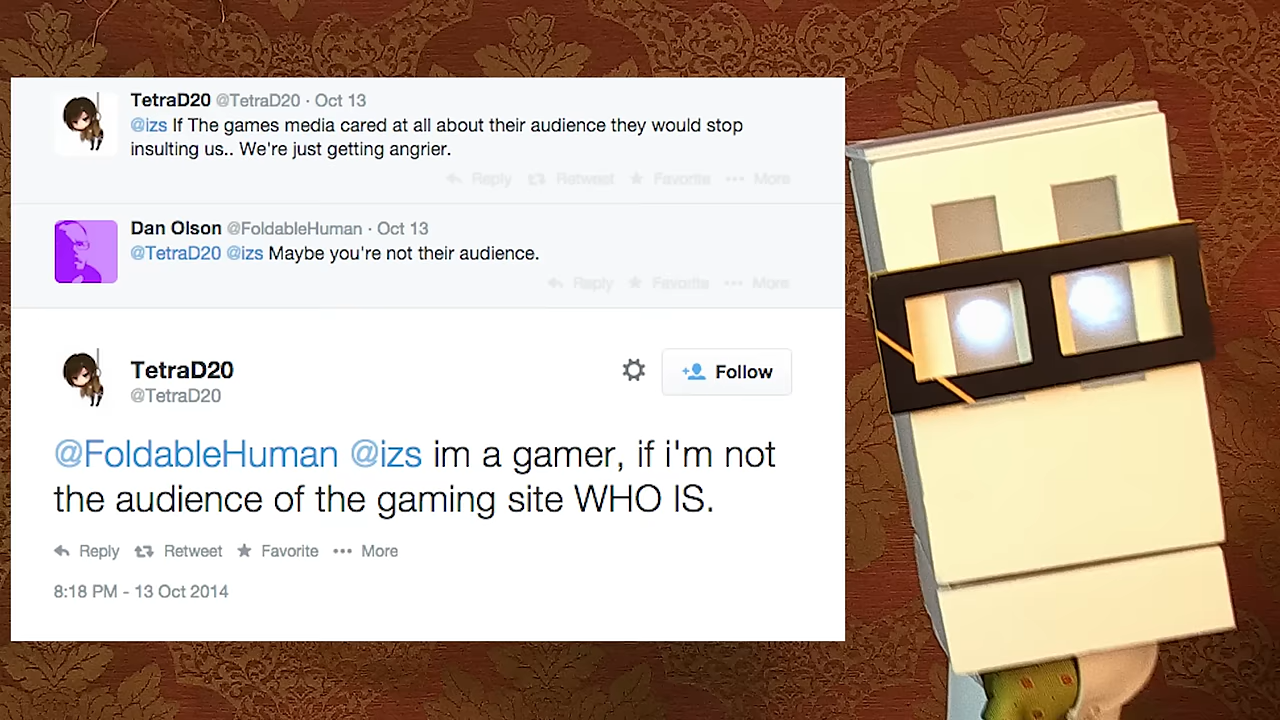 TetraD20 @TetraD20 · Oct 13
@izs If The games media cared at all about their audience they would stop
insulting us.. We're just getting angrier.
Reply Retweet Favorite More
Dan Olson @FoldableHuman · Oct 13
@TetraD20 @izs Maybe you're not their audience.
Reply Favorite More
TetraD20
@TetraD20
Follow
@FoldableHuman @izs im a gamer, if i'm not
the audience of the gaming site WHO IS.
Reply Retweet Favorite More
8:18 PM - 13 Oct 2014